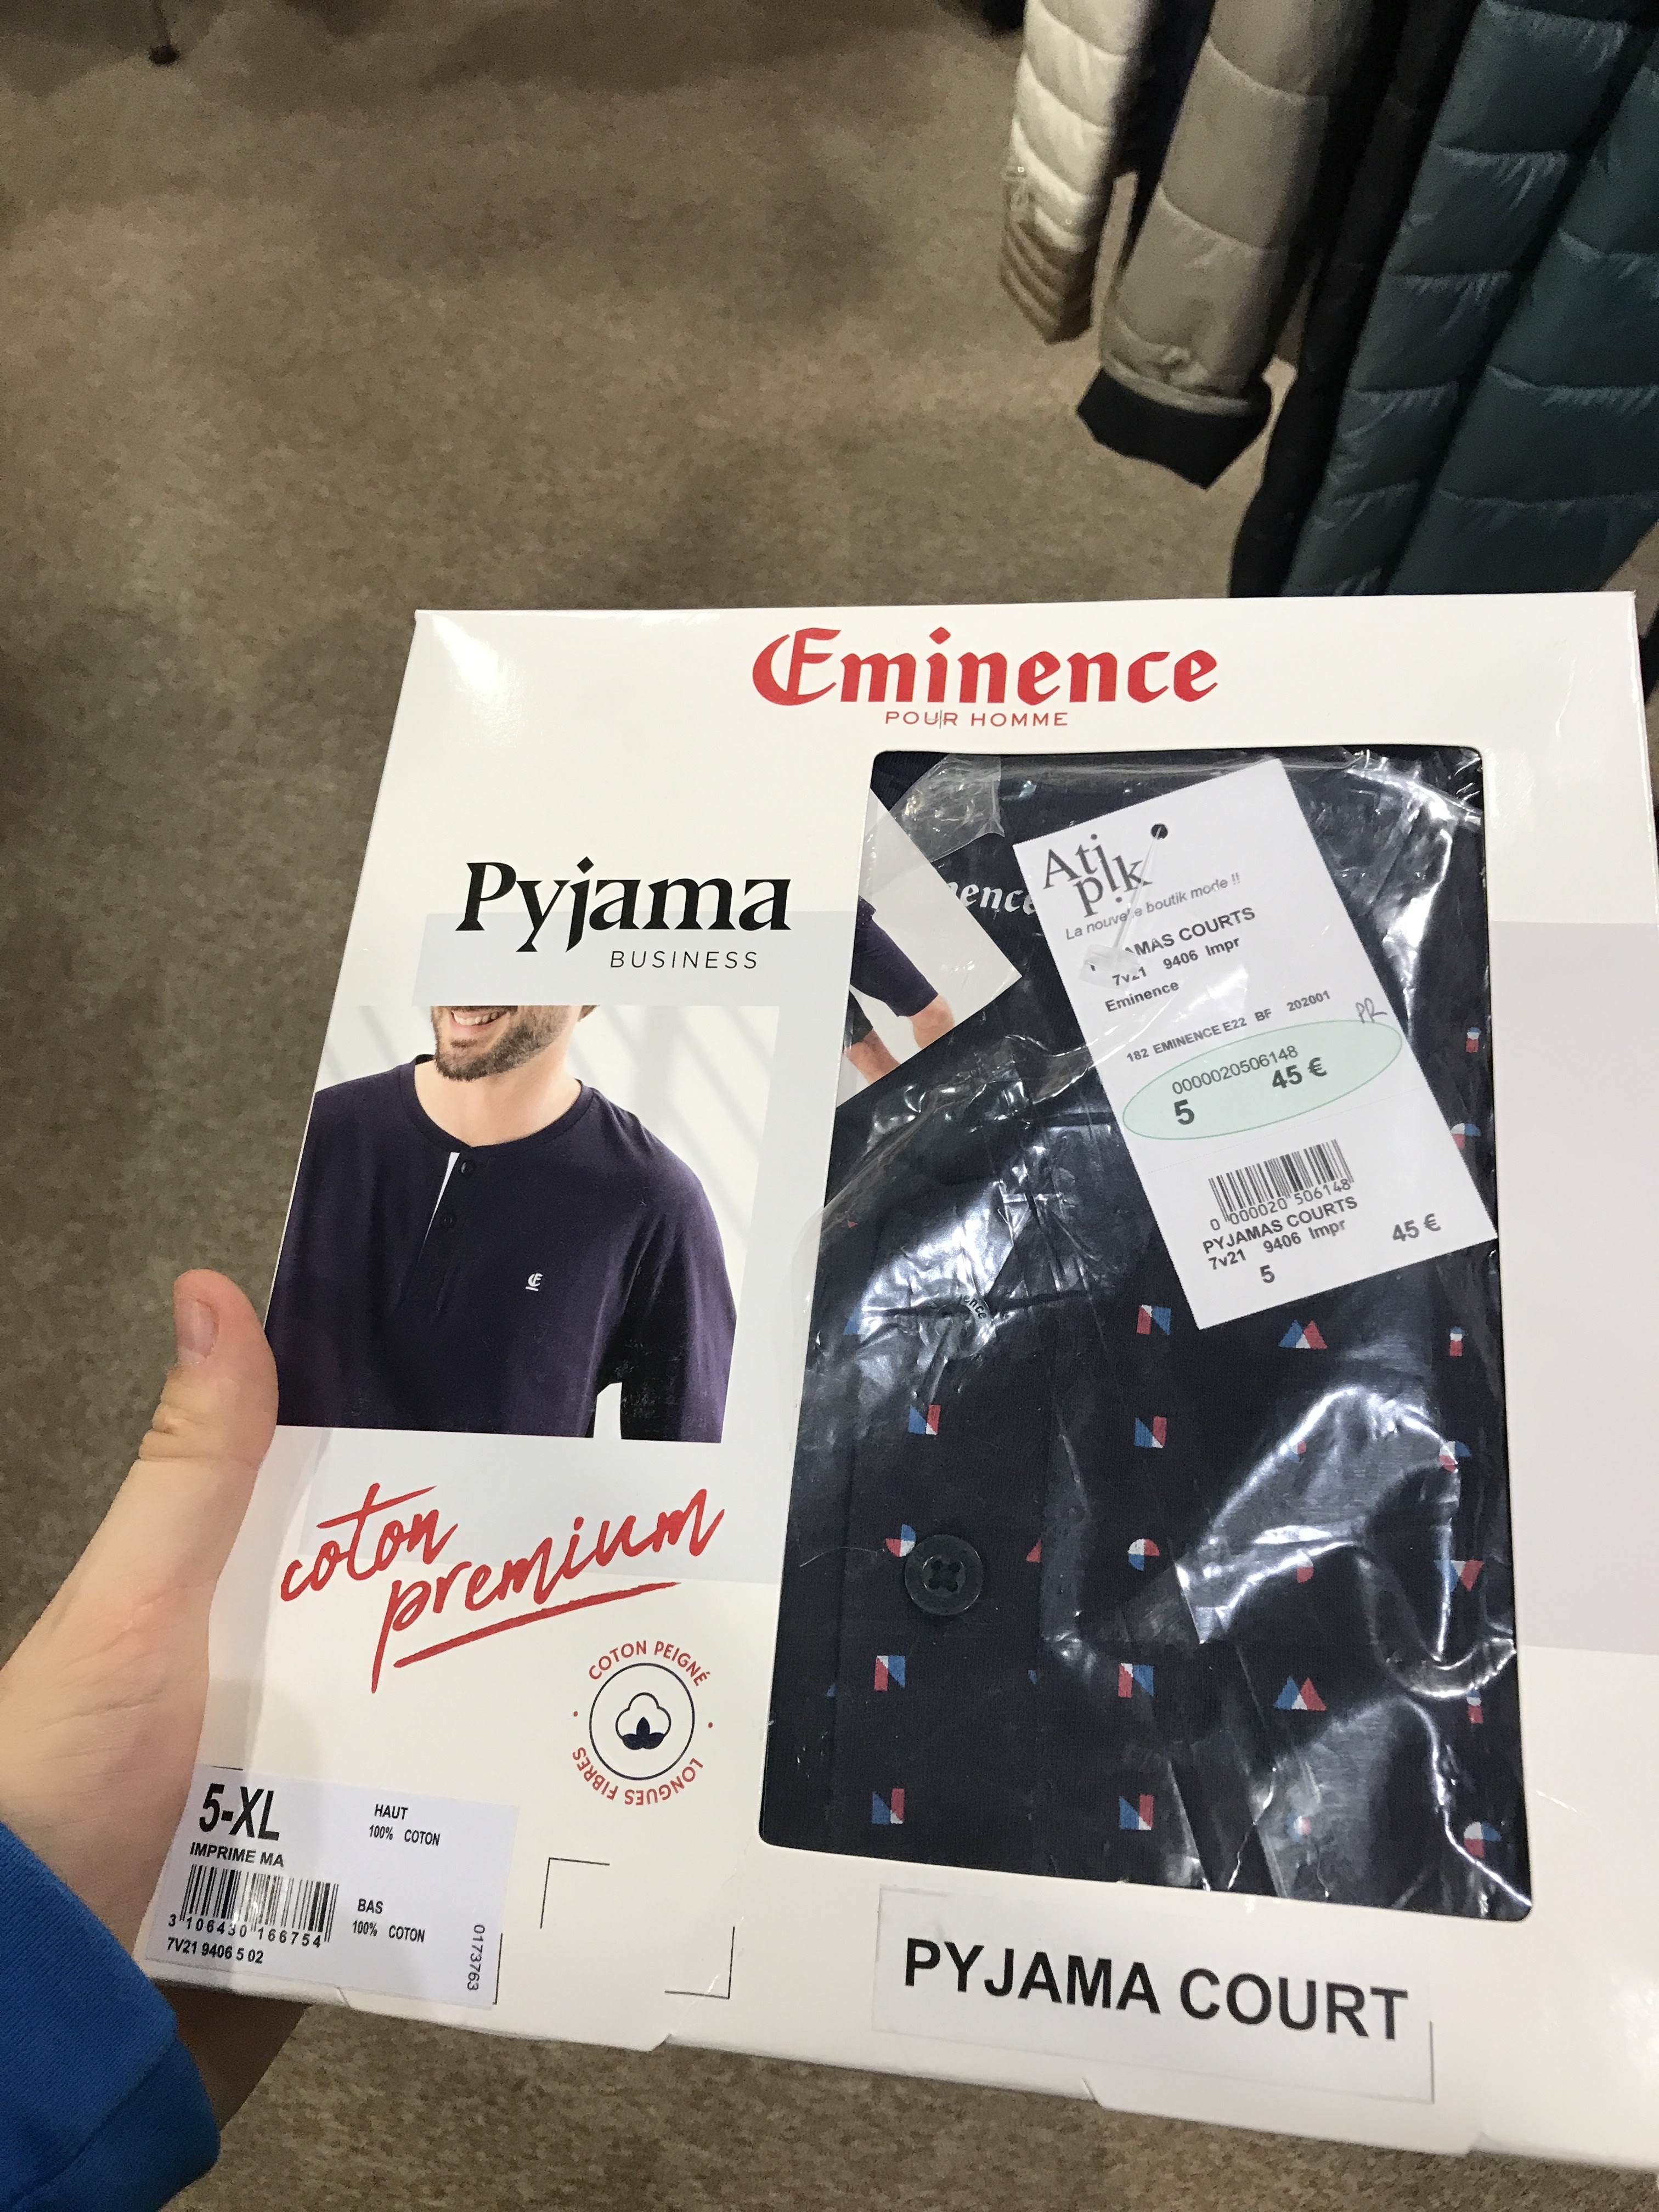 Eminence
POUR HOMME
Pyjama
BUSINESS
coton
premium
COTON PEIGNÉ
LONGUES FIBRES
5-XL
IMPRIME MA
3 106430 166754
7V21 9406 5 02
HAUT
100% COTON
BAS
100% COTON
0173763
Atipik
La nouvelle boutik mode !!
COURTS
7v21 9406 Impr
Eminence
182 EMINENCE E22 BF 202001
PR
0000020506148
5 45 €
0 000020 506148
PYJAMAS COURTS
7v21 9406 Impr 45 €
5
PYJAMA COURT